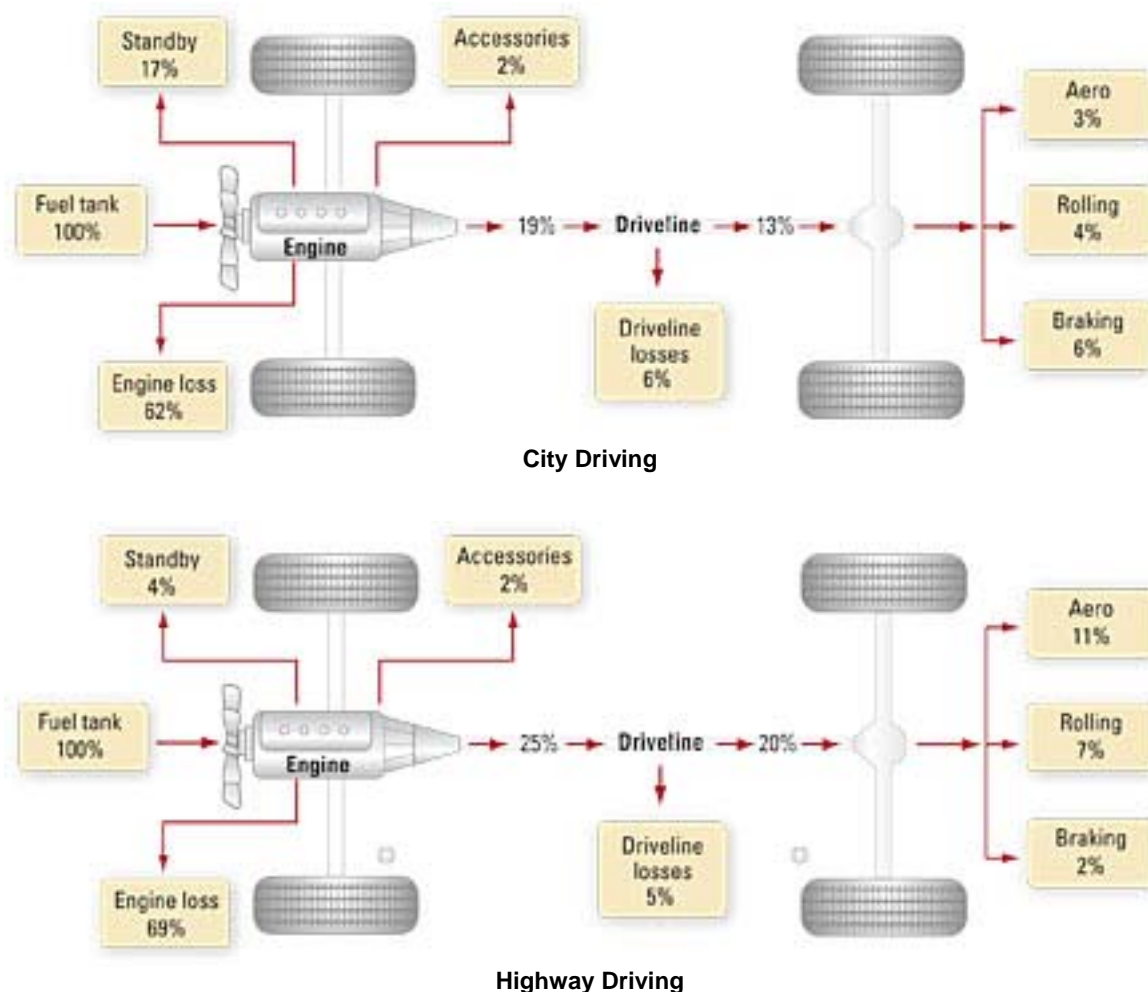 Standby
17%
Accessories
2%
Aero
3%
Fuel tank
100%
Engine
19%
Driveline
13%
Rolling
4%
Driveline
losses
6%
Braking
6%
Engine loss
62%
City Driving
Standby
4%
Accessories
2%
Aero
11%
Fuel tank
100%
Engine
25%
Driveline
20%
Rolling
7%
Driveline
losses
5%
Braking
2%
Engine loss
69%
Highway Driving